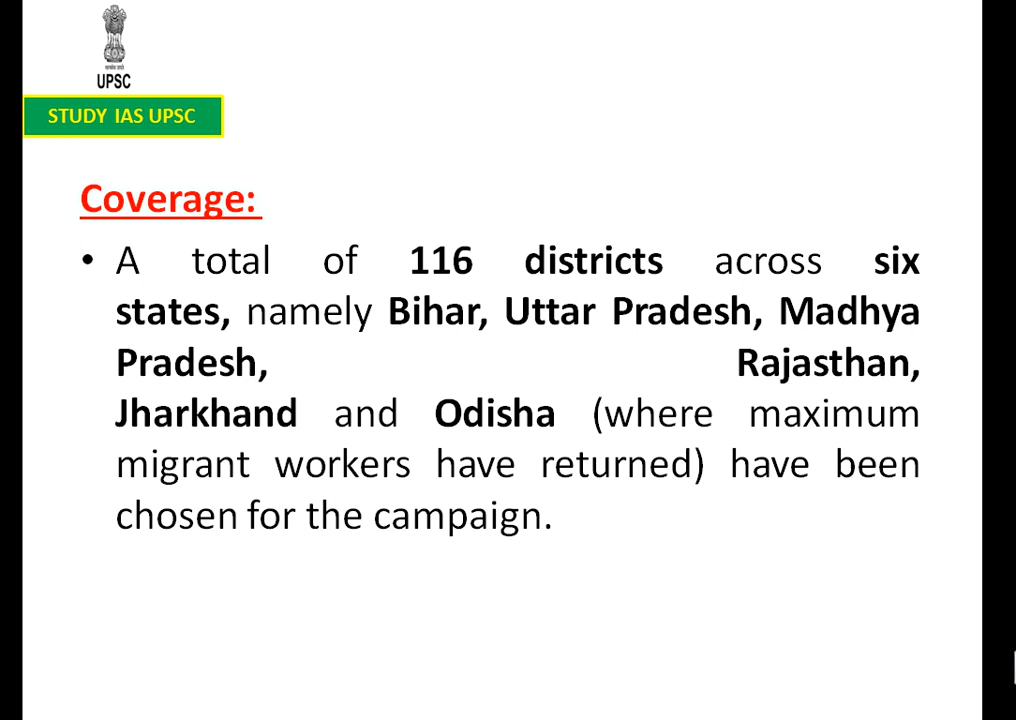 UPSC
STUDY IAS UPSC
Coverage:
• A total of 116 districts across six
states, namely Bihar, Uttar Pradesh, Madhya
Pradesh, Rajasthan,
Jharkhand and Odisha (where maximum
migrant workers have returned) have been
chosen for the campaign.